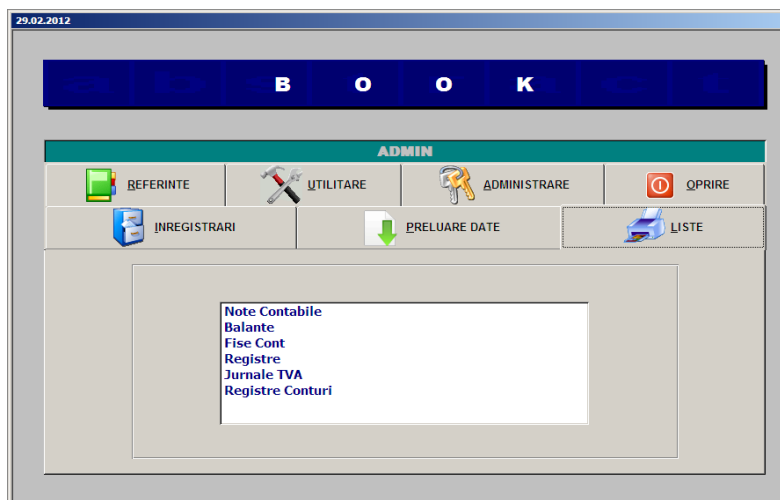 29.02.2012
B O O K
ADMIN
REFERINTE UTILITARE ADMINISTRARE OPRIRE
INREGISTRARI PRELUARE DATE LISTE
Note Contabile
Balante
Fise Cont
Registre
Jurnale TVA
Registre Conturi